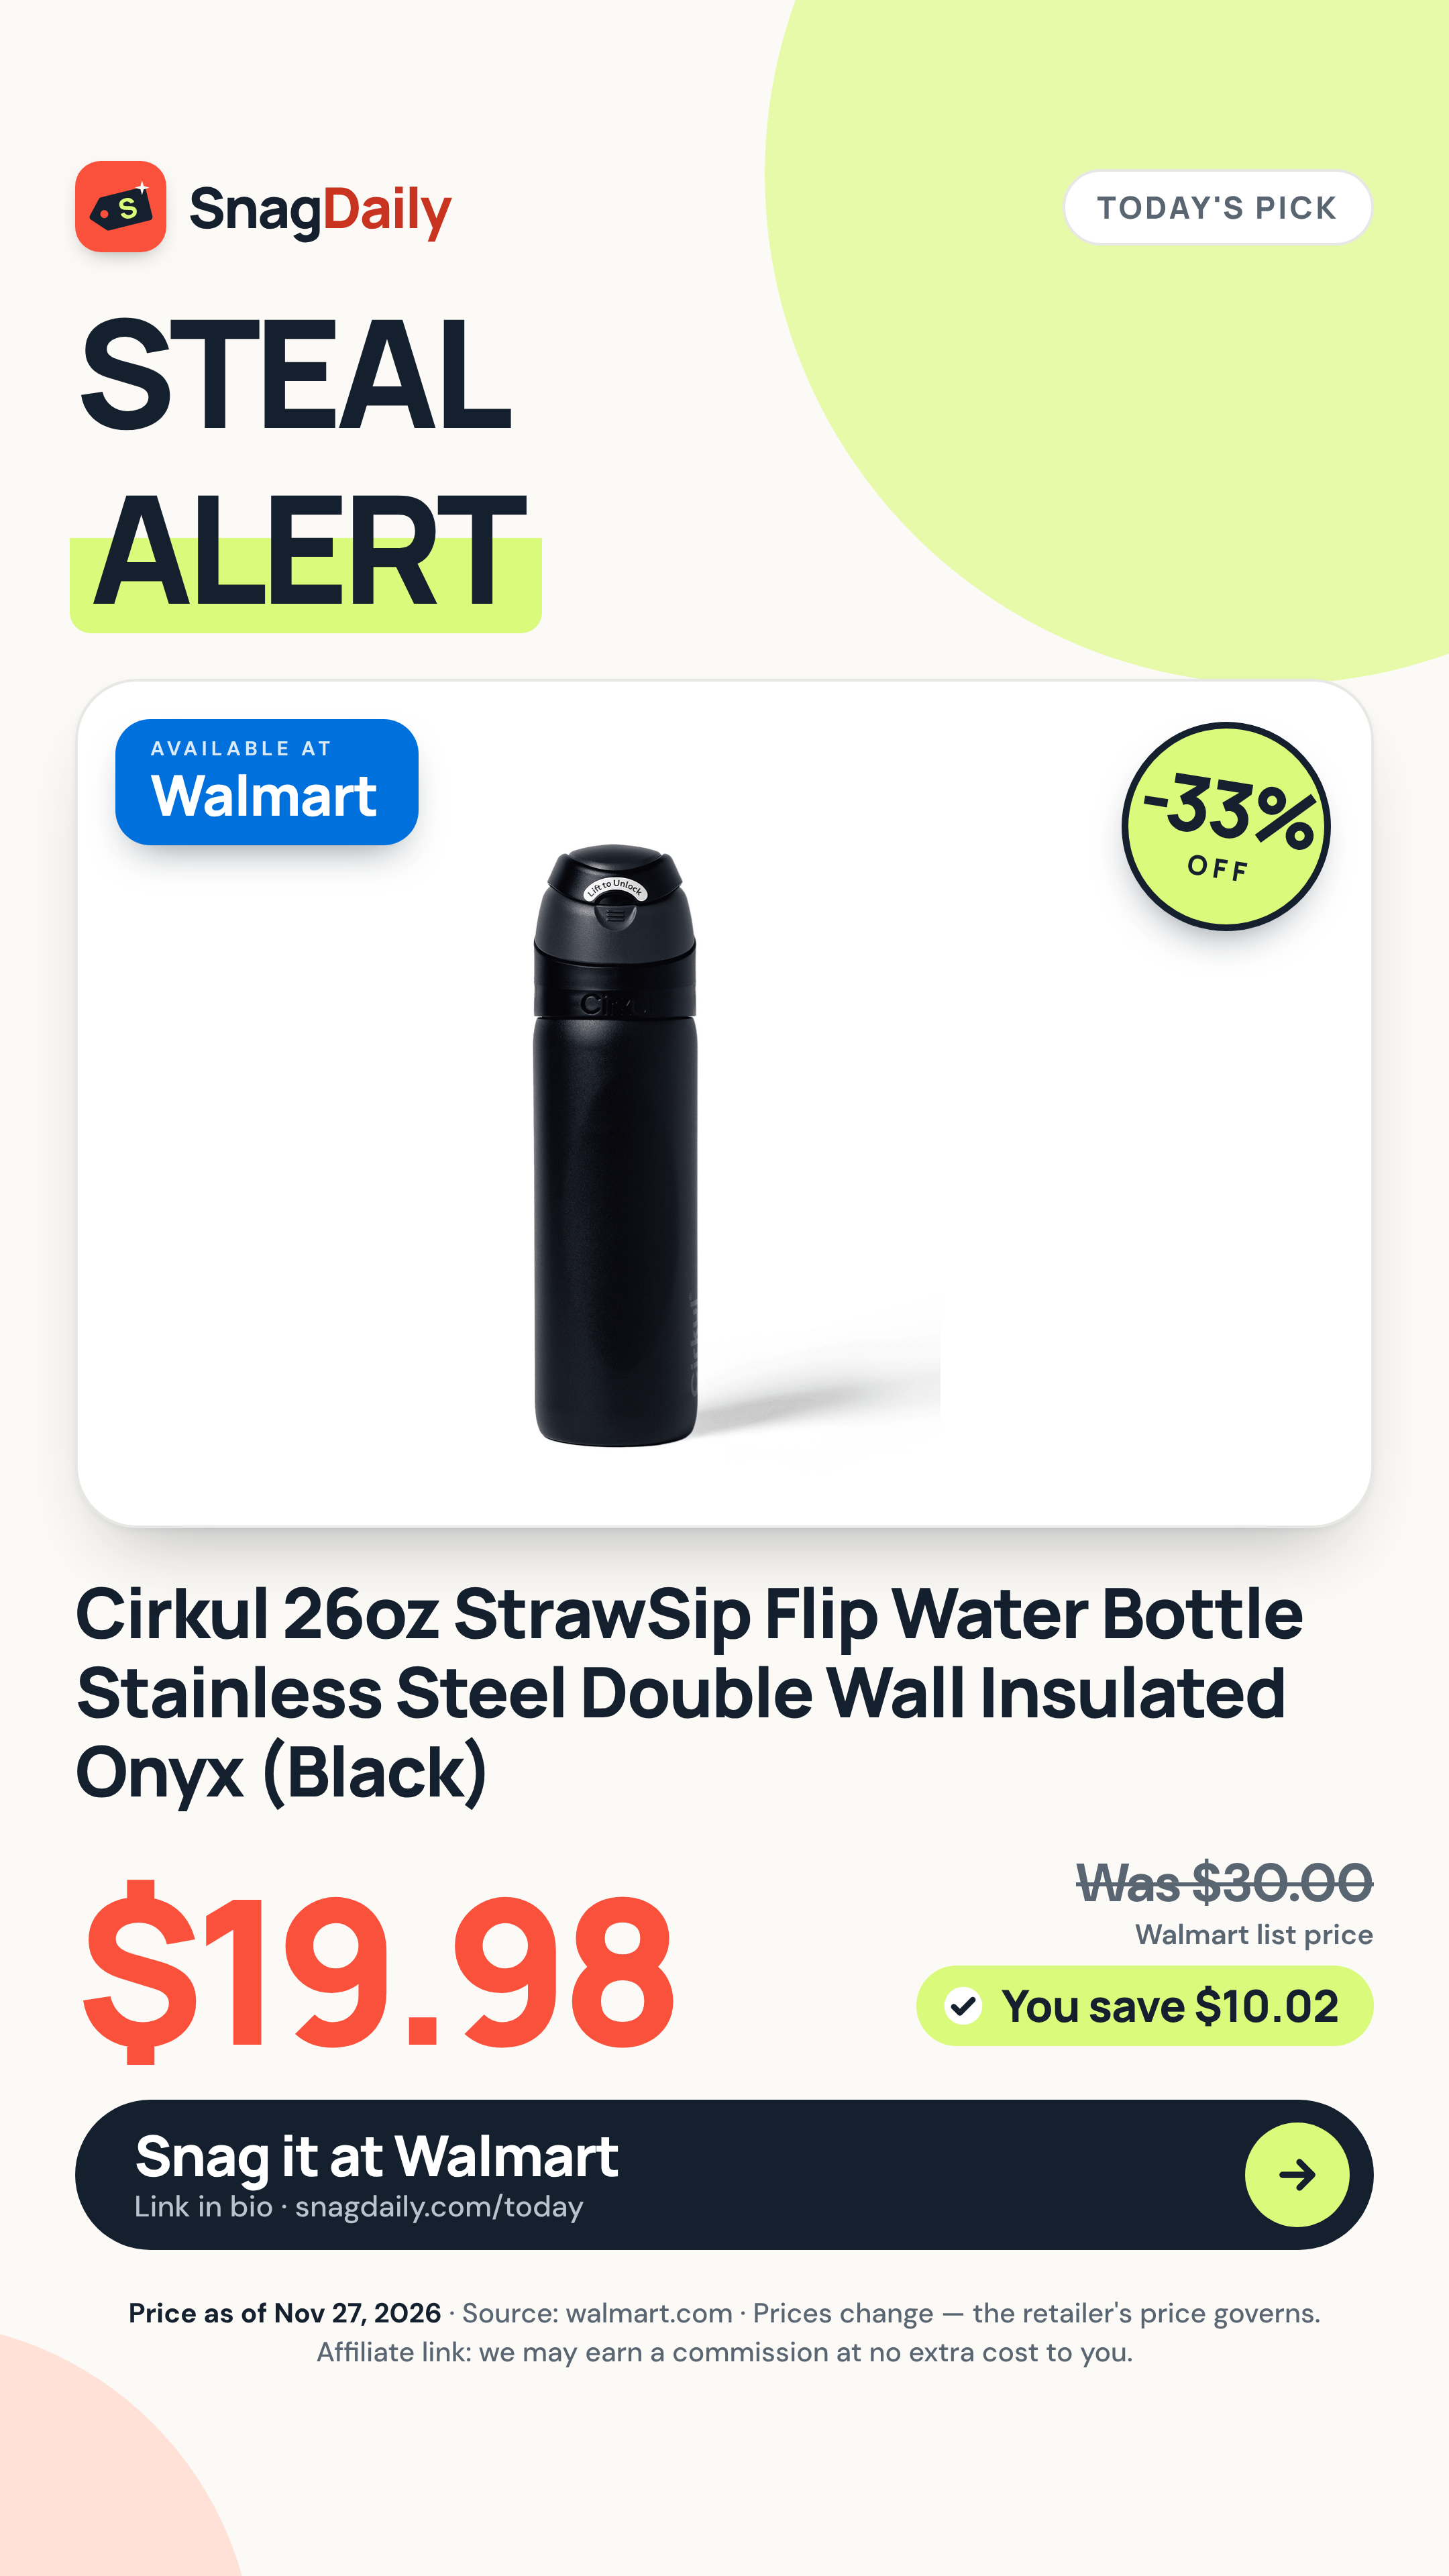 S
SnagDaily
TODAY'S PICK
STEAL
ALERT
AVAILABLE AT
Walmart
-33%
OFF
Lift to Unlock
Cirkul
Cirkul
Cirkul 26oz StrawSip Flip Water Bottle
Stainless Steel Double Wall Insulated
Onyx (Black)
$19.98
Was $30.00
Walmart list price
You save $10.02
Snag it at Walmart
Link in bio · snagdaily.com/today
Price as of Nov 27, 2026 · Source: walmart.com · Prices change — the retailer's price governs.
Affiliate link: we may earn a commission at no extra cost to you.